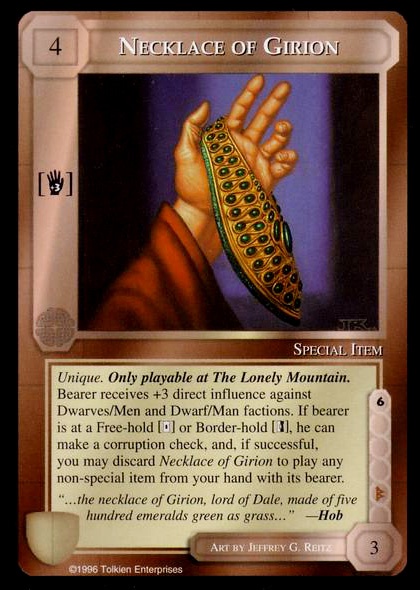 4
NECKLACE OF GIRION
[+3]
SPECIAL ITEM
Unique. Only playable at The Lonely Mountain.
Bearer receives +3 direct influence against
Dwarves/Men and Dwarf/Man factions. If bearer
is at a Free-hold [ ] or Border-hold [ ], he can
make a corruption check, and, if successful,
you may discard Necklace of Girion to play any
non-special item from your hand with its bearer.
“…the necklace of Girion, lord of Dale, made of five
hundred emeralds green as grass…” —Hob
6
ART BY JEFFREY G. REITZ
3
©1996 Tolkien Enterprises